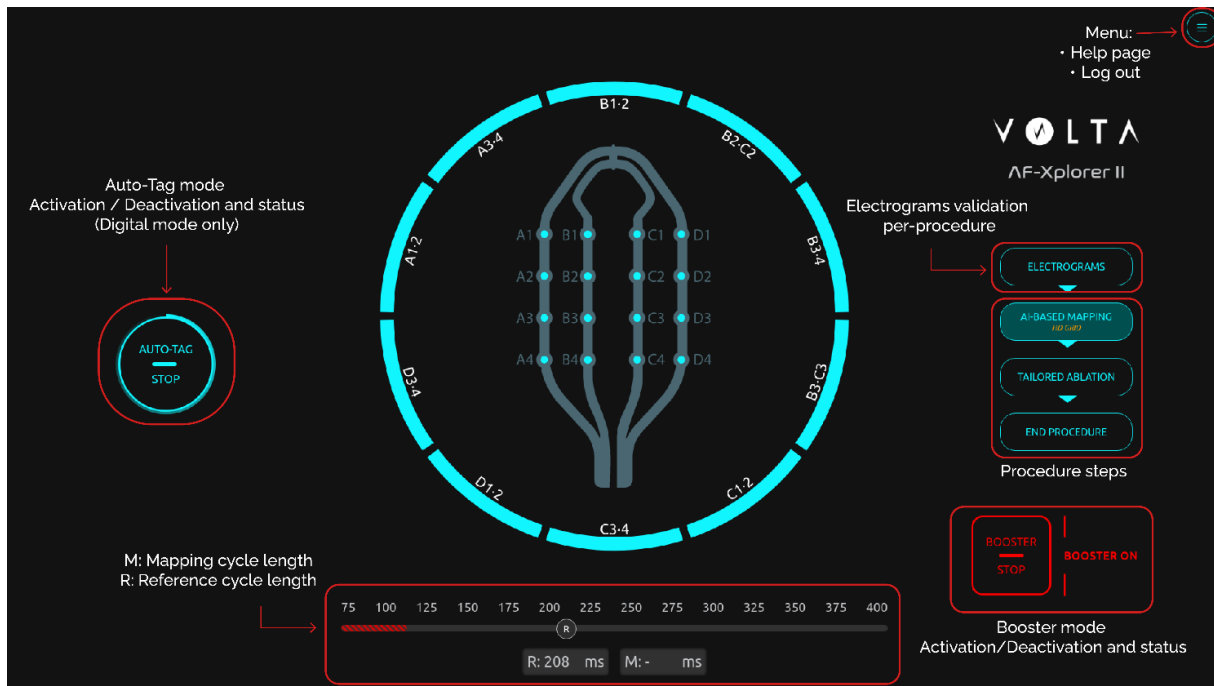 Menu:
• Help page
• Log out
VOLTA
AF-Xplorer II
Auto-Tag mode
Activation / Deactivation and status
(Digital mode only)
AUTO-TAG
STOP
B1·2
A3·4
B2·C2
A1·2
B3·4
D3·4
B3·C3
D1·2
C1·2
C3·4
A1 B1 C1 D1
A2 B2 C2 D2
A3 B3 C3 D3
A4 B4 C4 D4
Electrograms validation
per-procedure
ELECTROGRAMS
AI-BASED MAPPING
HD GRID
TAILORED ABLATION
END PROCEDURE
Procedure steps
BOOSTER
STOP
BOOSTER ON
Booster mode
Activation/Deactivation and status
M: Mapping cycle length
R: Reference cycle length
75 100 125 150 175 200 225 250 275 300 325 350 375 400
R
R: 208 ms M: - ms